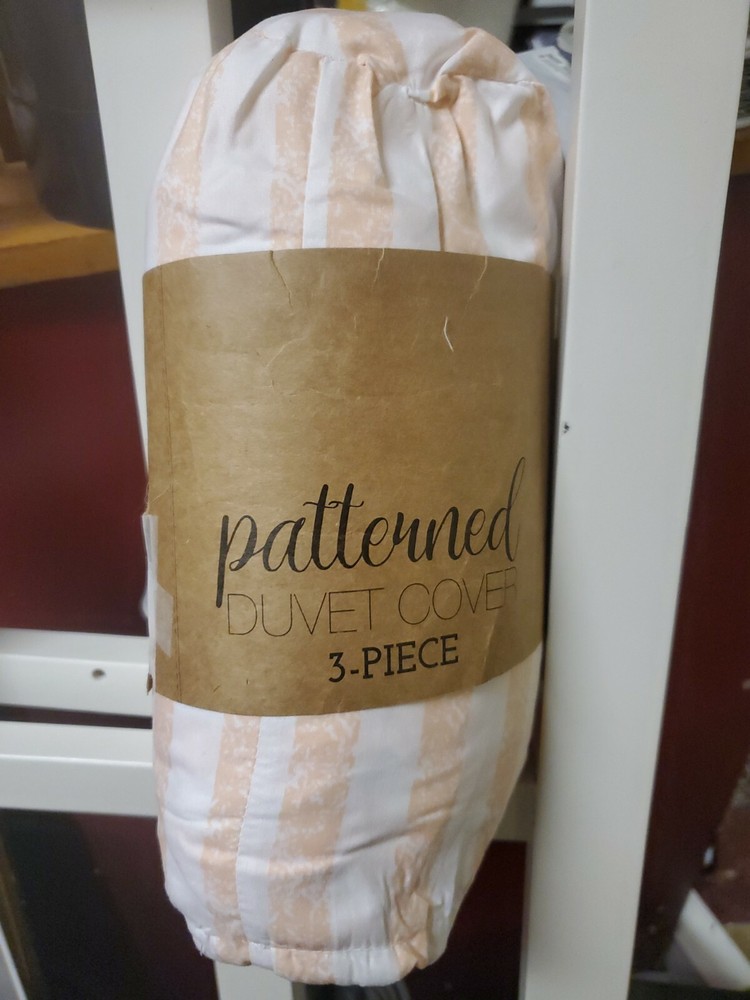 patterned
DUVET COVER
3-PIECE